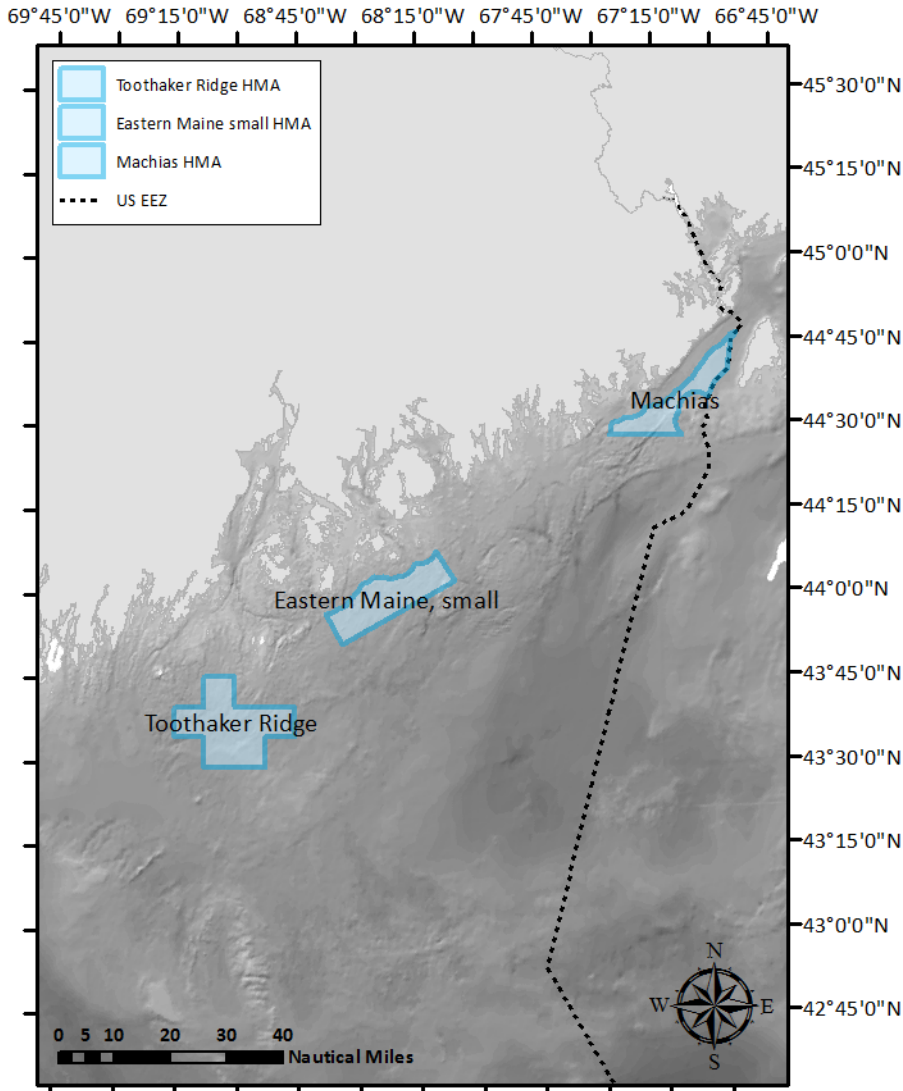 69°45'0"W 69°15'0"W 68°45'0"W 68°15'0"W 67°45'0"W 67°15'0"W 66°45'0"W
Toothaker Ridge HMA
Eastern Maine small HMA
Machias HMA
US EEZ
45°30'0"N
45°15'0"N
45°0'0"N
44°45'0"N
Machias
44°30'0"N
44°15'0"N
44°0'0"N
Eastern Maine, small
43°45'0"N
Toothaker Ridge
43°30'0"N
43°15'0"N
43°0'0"N
N
W E
S
42°45'0"N
0 5 10 20 30 40
Nautical Miles